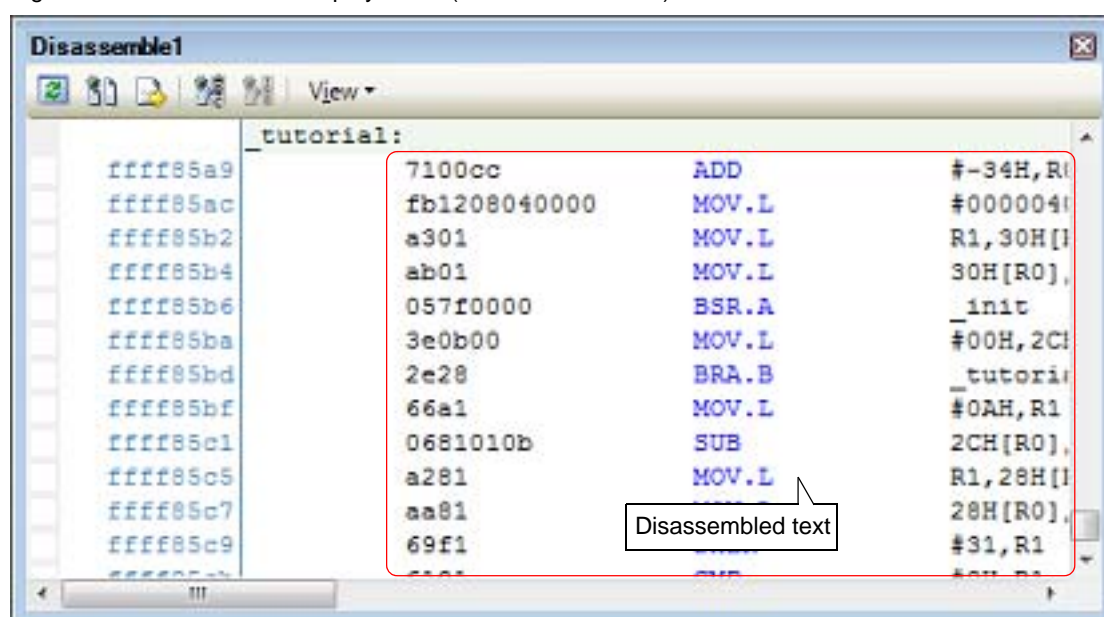 Disassemble1
View
_tutorial:
ffff85a9 7100cc ADD #-34H,R
ffff85ac fb1208040000 MOV.L #000004
ffff85b2 a301 MOV.L R1,30H[
ffff85b4 ab01 MOV.L 30H[R0],
ffff85b6 057f0000 BSR.A _init
ffff85ba 3e0b00 MOV.L #00H,2C
ffff85bd 2e28 BRA.B _tutori
ffff85bf 66a1 MOV.L #0AH,R1
ffff85c1 0681010b SUB 2CH[R0],
ffff85c5 a281 MOV.L R1,28H[
ffff85c7 aa81 28H[R0],
Disassembled text
ffff85c9 69f1 #31,R1